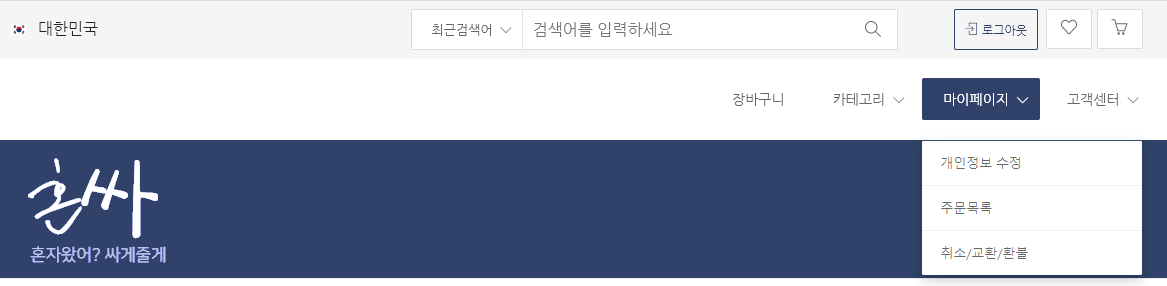 대한민국
최근검색어
검색어를 입력하세요
로그아웃
장바구니
카테고리
마이페이지
고객센터
개인정보 수정
주문목록
취소/교환/환불
혼싸
혼자왔어? 싸게줄게